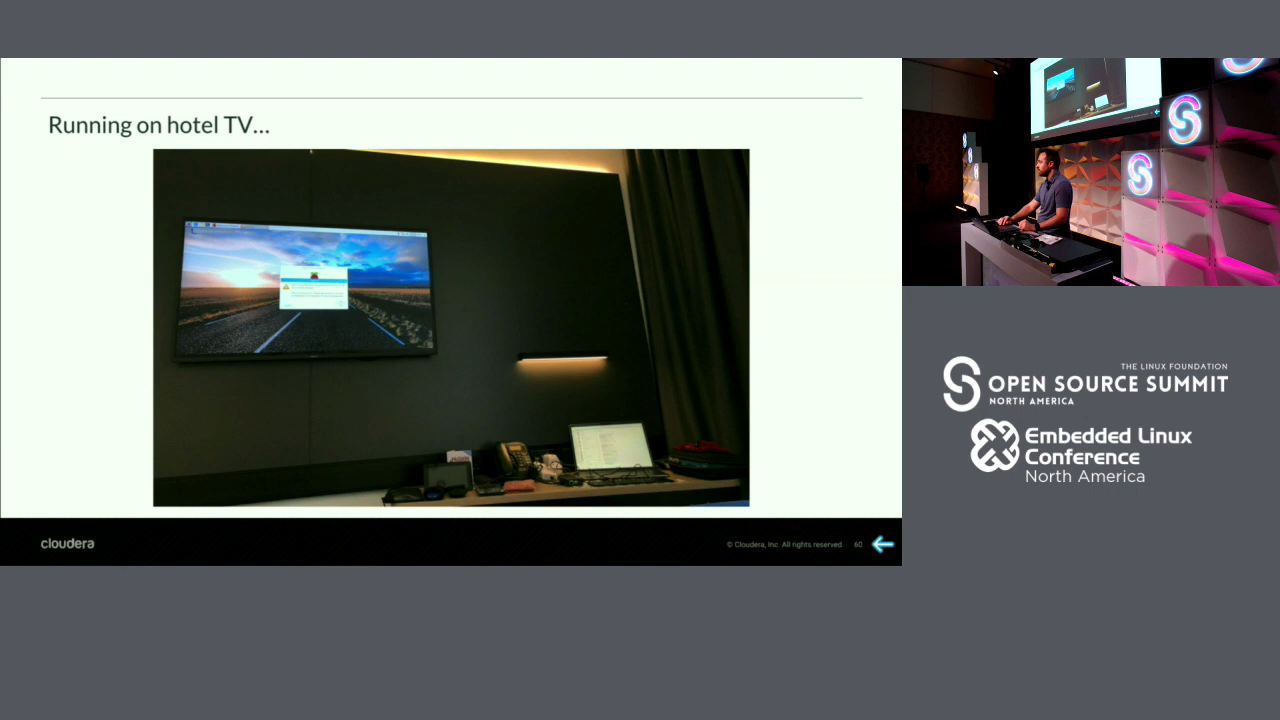 Running on hotel TV...
cloudera
© Cloudera, Inc. All rights reserved.
60
THE LINUX FOUNDATION
OPEN SOURCE SUMMIT
NORTH AMERICA
Embedded Linux
Conference
North America